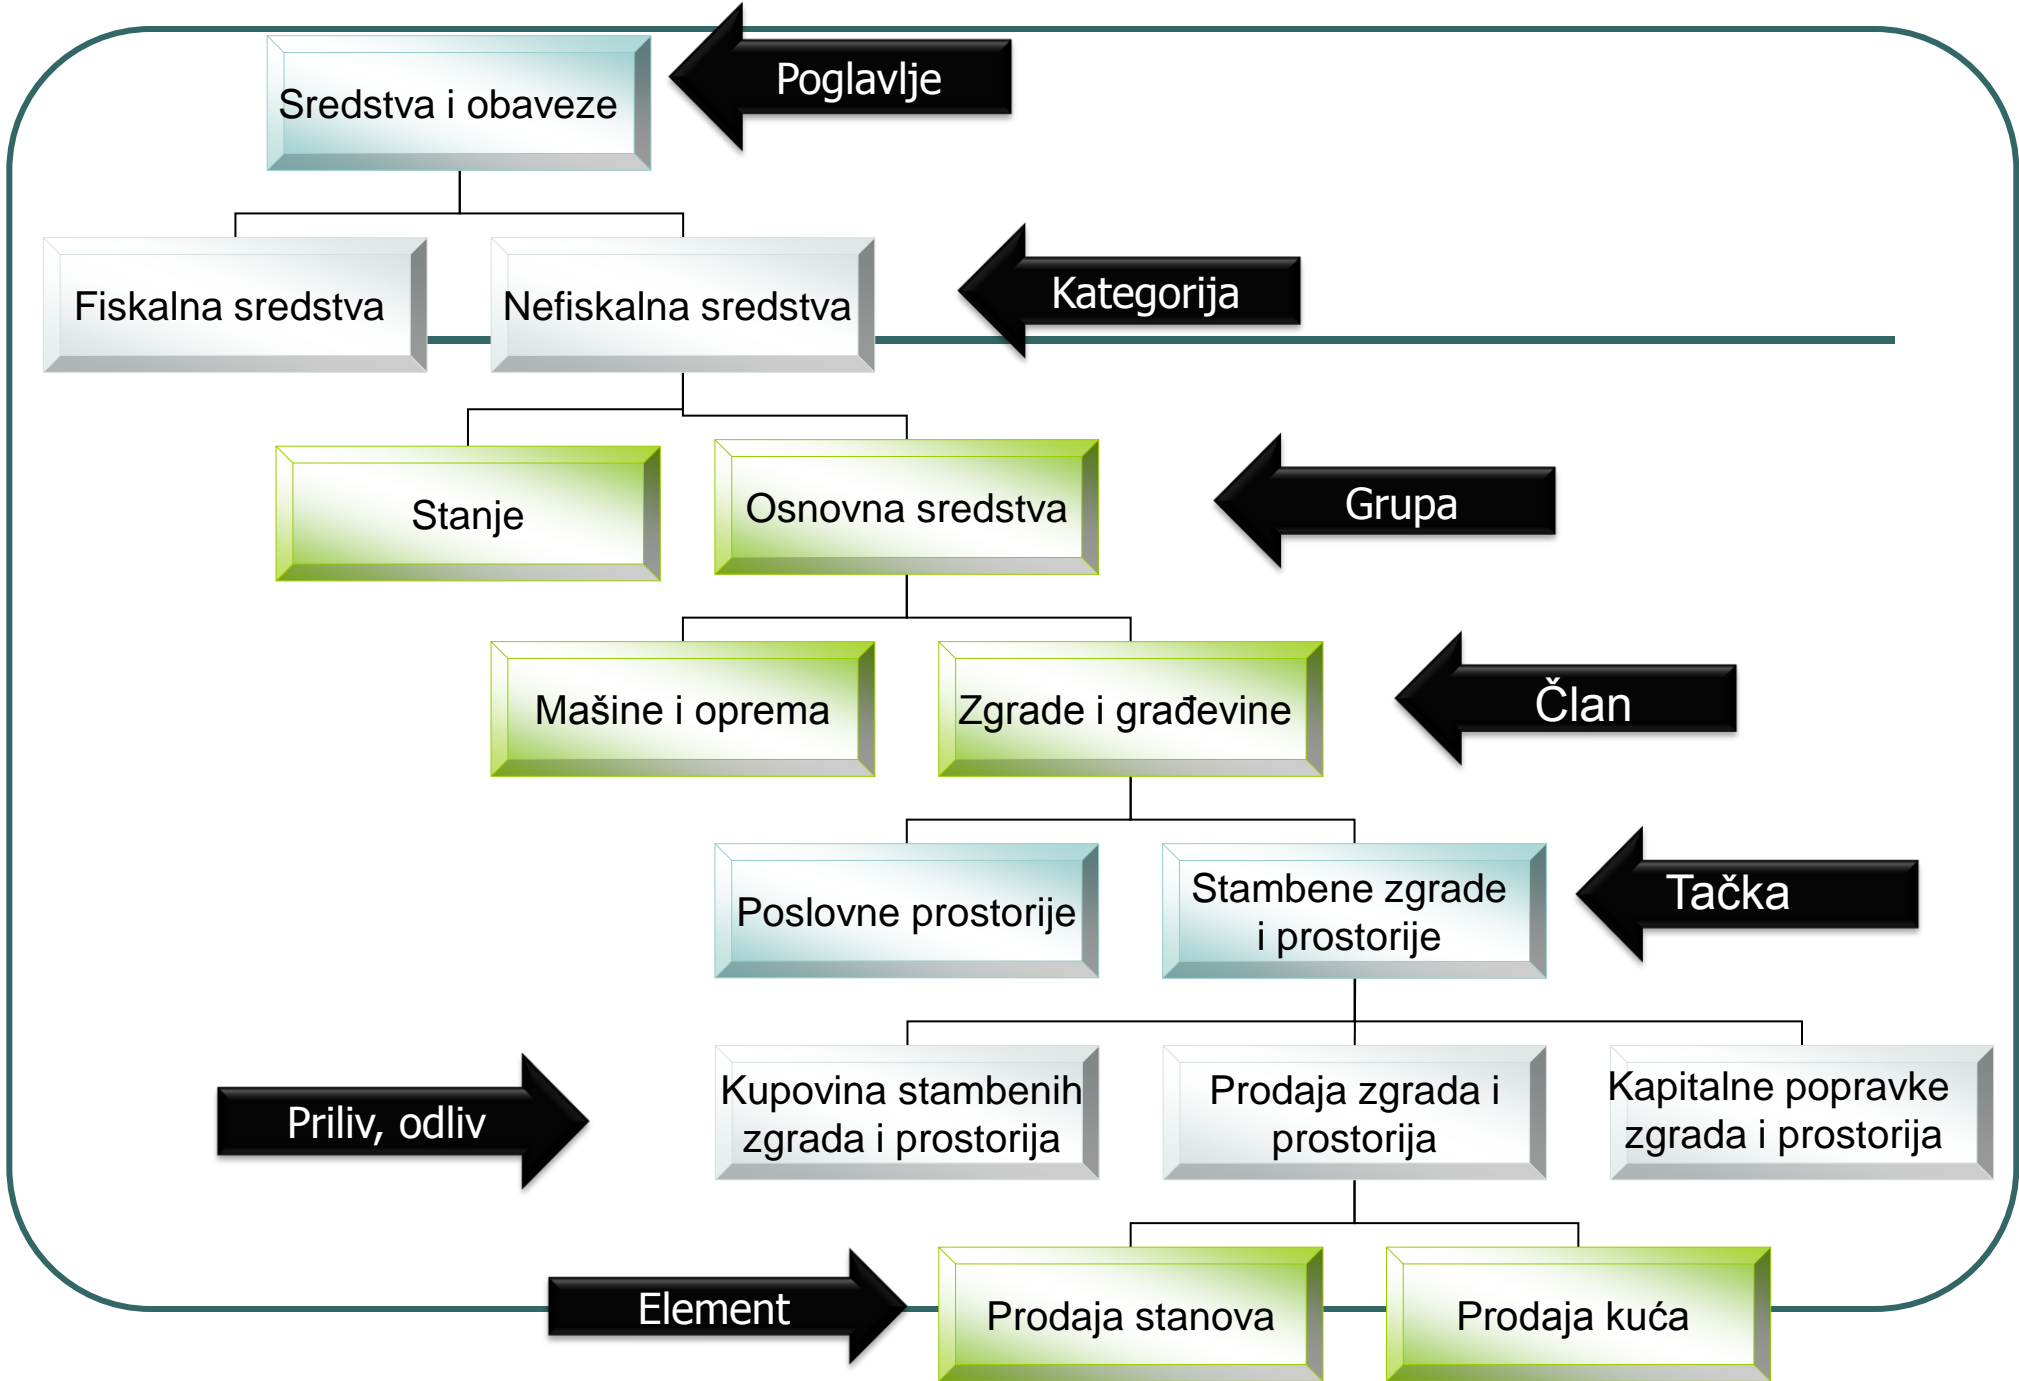 Sredstva i obaveze
Poglavlje
Fiskalna sredstva
Nefiskalna sredstva
Kategorija
Stanje
Osnovna sredstva
Grupa
Mašine i oprema
Zgrade i građevine
Član
Poslovne prostorije
Stambene zgrade
i prostorije
Tačka
Priliv, odliv
Kupovina stambenih
zgrada i prostorija
Prodaja zgrada i
prostorija
Kapitalne popravke
zgrada i prostorija
Element
Prodaja stanova
Prodaja kuća